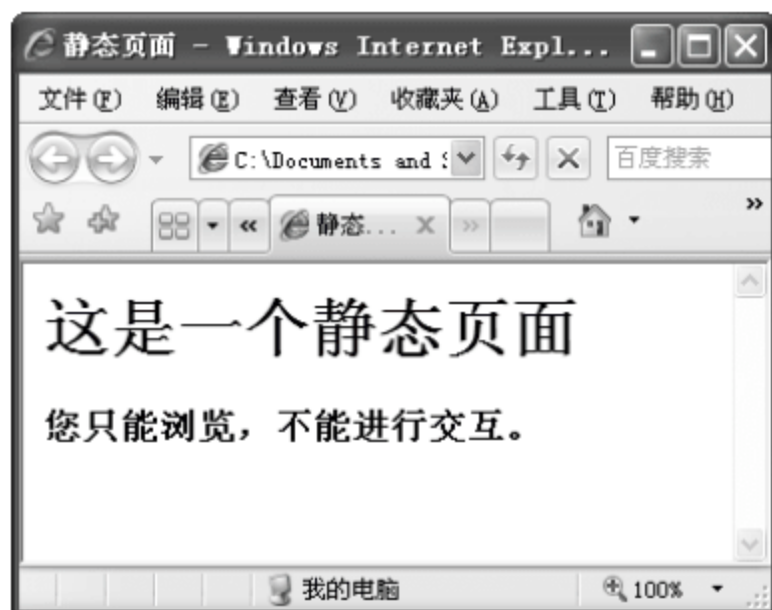 静态页面 - Windows Internet Expl...
文件(F) 编辑(E) 查看(V) 收藏夹(A) 工具(T) 帮助(H)
C:\Documents and S 百度搜索
静态...
这是一个静态页面
您只能浏览，不能进行交互。
我的电脑 100%